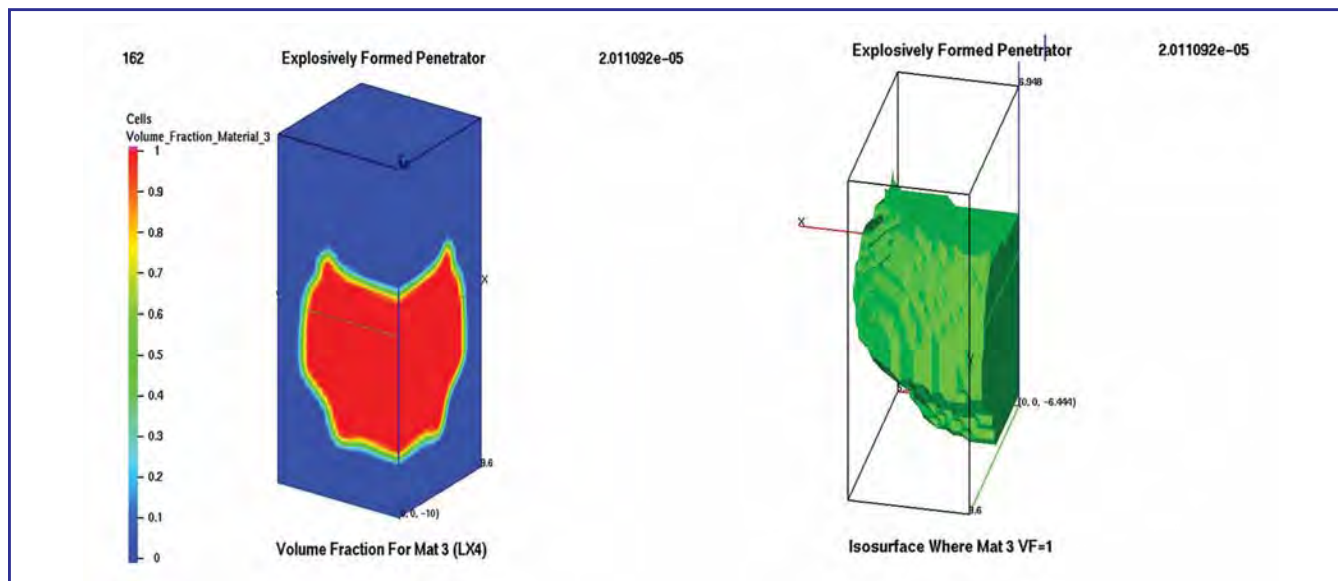 162 Explosively Formed Penetrator 2.011092e-05
Cells
Volume_Fraction_Material_3
1
0.9
0.8
0.7
0.6
0.5
0.4
0.3
0.2
0.1
0
X
9.6
(0, 0, -10)
Volume Fraction For Mat 3 (LX4)
Explosively Formed Penetrator 2.011092e-05
6.948
X
Y
(0, 0, -6.444)
9.6
Isosurface Where Mat 3 VF=1